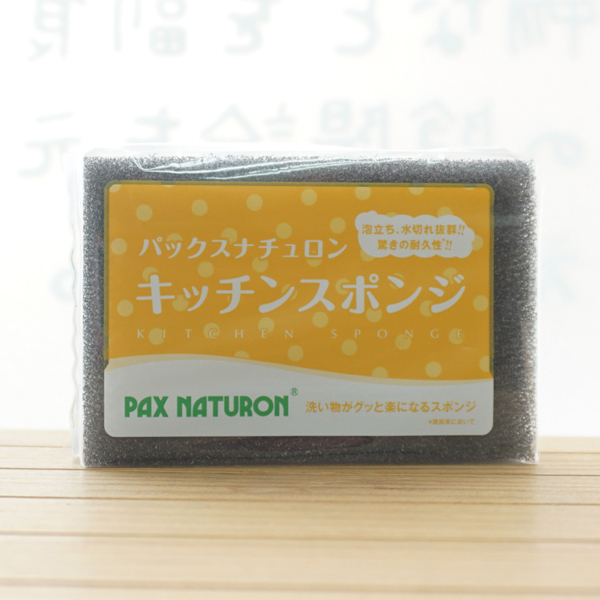 泡立ち、水切れ抜群!!
驚きの耐久性*!!
パックスナチュロン
キッチンスポンジ
KITCHEN SPONGE
PAX NATURON®
洗い物がグッと楽になるスポンジ